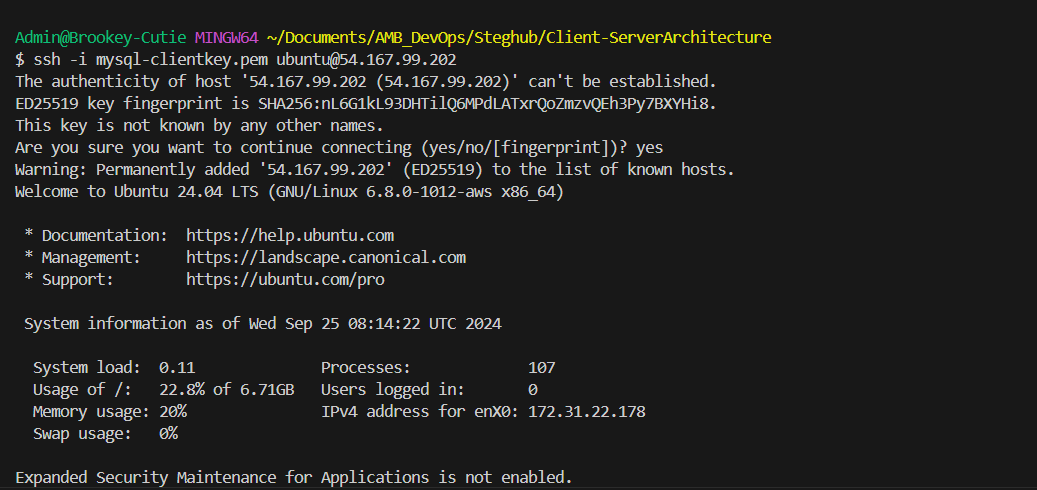 Admin@Brookey-Cutie MINGW64 ~/Documents/AMB_DevOps/Steghub/Client-ServerArchitecture
$ ssh -i mysql-clientkey.pem ubuntu@54.167.99.202
The authenticity of host '54.167.99.202 (54.167.99.202)' can't be established.
ED25519 key fingerprint is SHA256:nL6G1kL93DHTilQ6MPdLATxrQoZmzvQEh3Py7BXYHi8.
This key is not known by any other names.
Are you sure you want to continue connecting (yes/no/[fingerprint])? yes
Warning: Permanently added '54.167.99.202' (ED25519) to the list of known hosts.
Welcome to Ubuntu 24.04 LTS (GNU/Linux 6.8.0-1012-aws x86_64)

 * Documentation:  https://help.ubuntu.com
 * Management:     https://landscape.canonical.com
 * Support:        https://ubuntu.com/pro

 System information as of Wed Sep 25 08:14:22 UTC 2024

  System load:  0.11              Processes:             107
  Usage of /:   22.8% of 6.71GB   Users logged in:       0
  Memory usage: 20%               IPv4 address for enX0: 172.31.22.178
  Swap usage:   0%

Expanded Security Maintenance for Applications is not enabled.